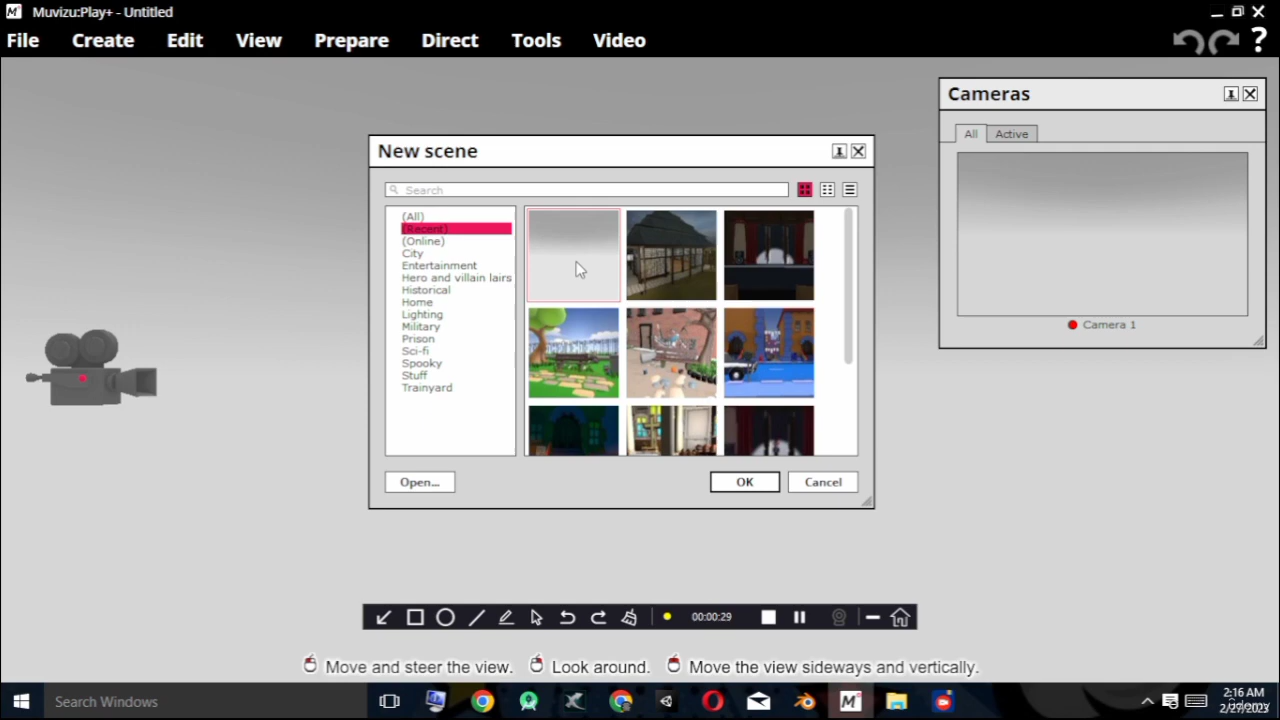 Muvizu:Play+ - Untitled
File Create Edit View Prepare Direct Tools Video ?
Cameras
All Active
Camera 1
New scene
Search
(All)
(Recent)
(Online)
City
Entertainment
Hero and villain lairs
Historical
Home
Lighting
Military
Prison
Sci-fi
Spooky
Stuff
Trainyard
Open... OK Cancel
00:00:29
Move and steer the view. Look around. Move the view sideways and vertically.
Search Windows
2:16 AM
2/27/2023